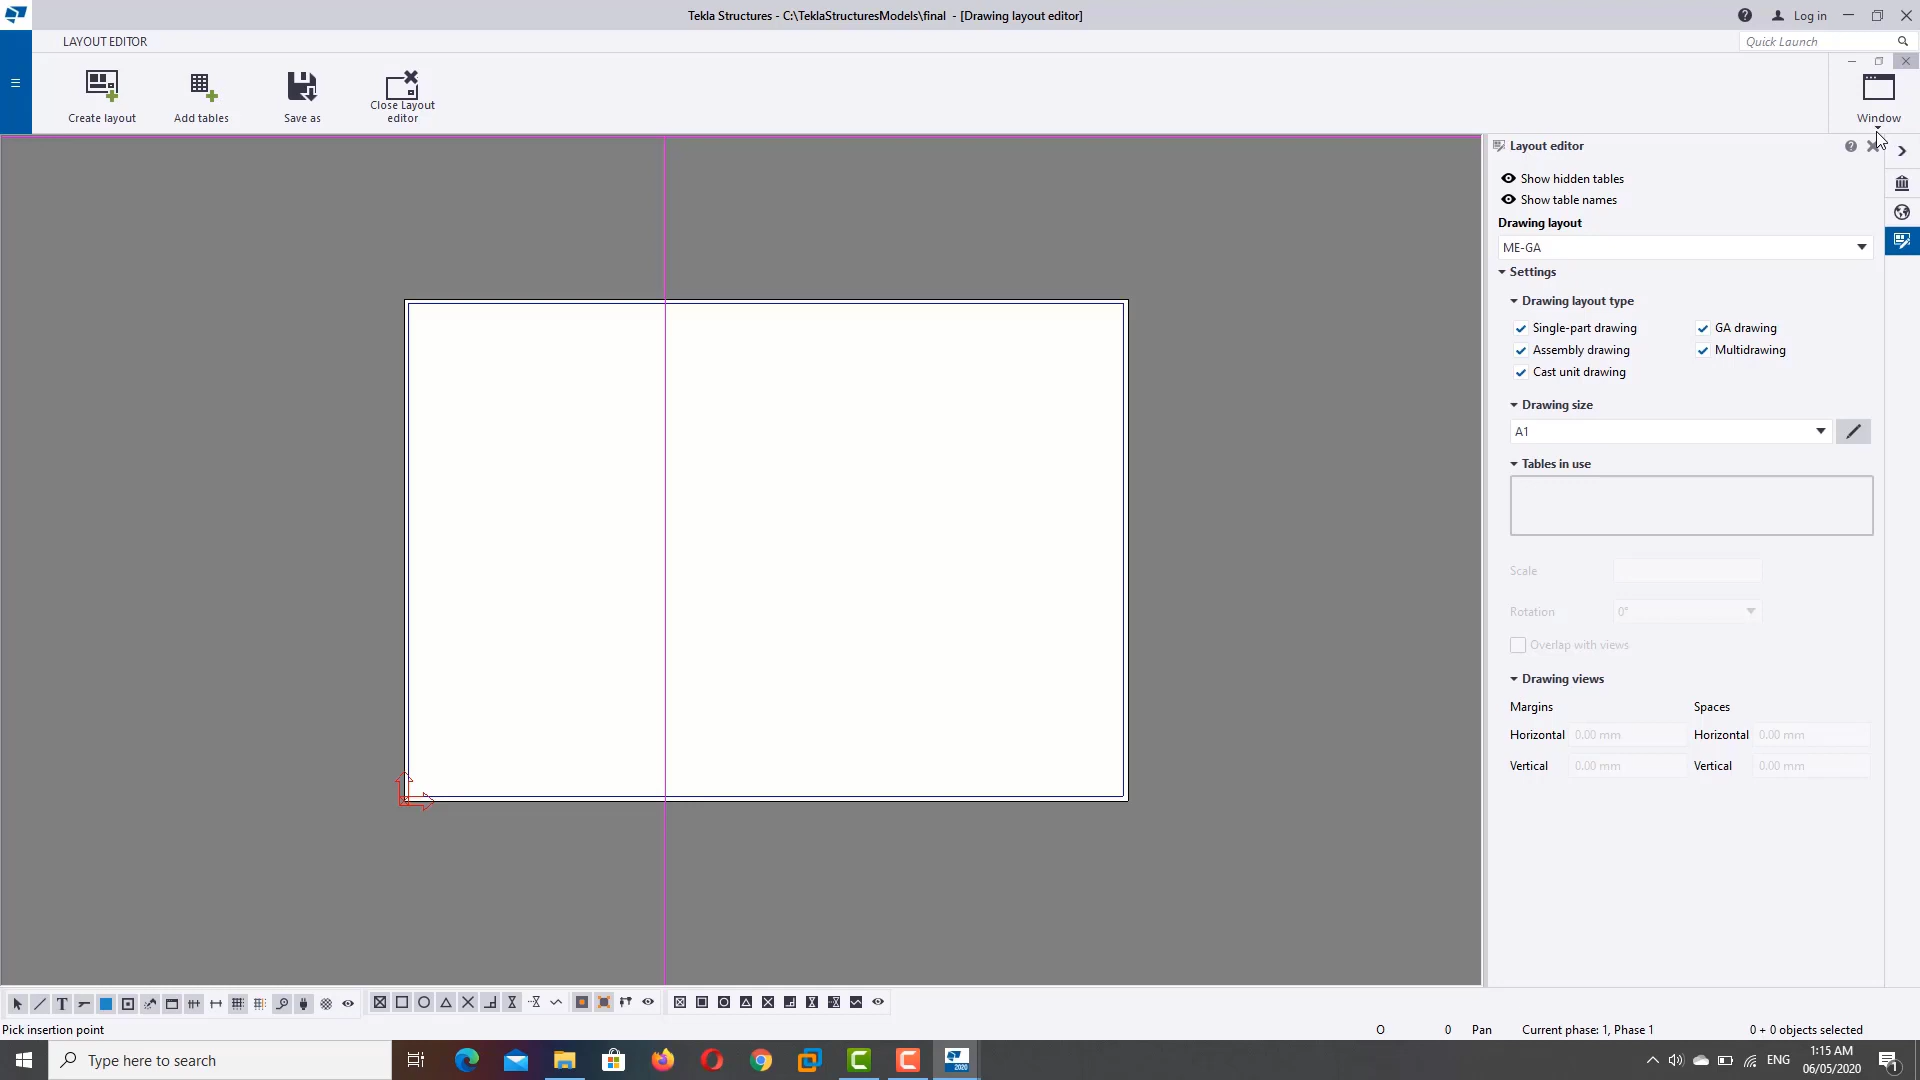 Tekla Structures - C:\TeklaStructuresModels\final - [Drawing layout editor]
Log in
LAYOUT EDITOR
Quick Launch
Create layout
Add tables
Save as
Close Layout
editor
Window
Layout editor
Show hidden tables
Show table names
Drawing layout
ME-GA
Settings
Drawing layout type
Single-part drawing
GA drawing
Assembly drawing
Multidrawing
Cast unit drawing
Drawing size
A1
Tables in use
Scale
Rotation
0°
Overlap with views
Drawing views
Margins
Spaces
Horizontal
0.00 mm
Horizontal
0.00 mm
Vertical
0.00 mm
Vertical
0.00 mm
Pick insertion point
O
0
Pan
Current phase: 1, Phase 1
0 + 0 objects selected
Type here to search
2020
ENG
1:15 AM
06/05/2020
1